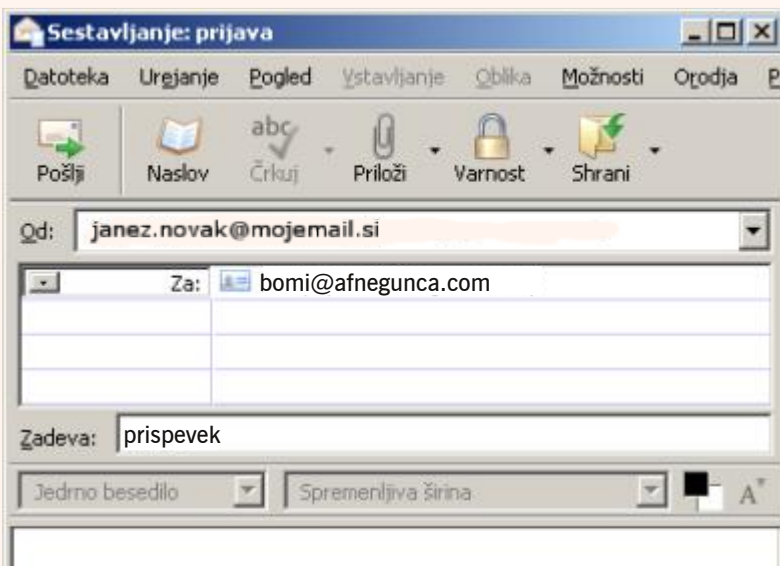 Sestavljanje: prijava
Datoteka Urejanje Pogled Vstavljanje Oblika Možnosti Orodja P
Pošlji Naslov abc Črkuj Priloži Varnost Shrani
Od: janez.novak@mojemail.si
Za: bomi@afnegunca.com
Zadeva: prispevek
Jedrno besedilo Spremenljiva širina A